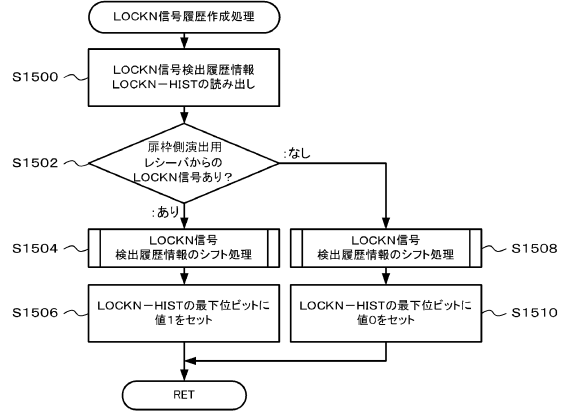 LOCKN信号履歴作成処理
S1500
LOCKN信号検出履歴情報
LOCKN－HISTの読み出し
S1502
扉枠側演出用
レシーバからの
LOCKN信号あり？
：なし
：あり
S1504
LOCKN信号
検出履歴情報のシフト処理
LOCKN信号
検出履歴情報のシフト処理
S1508
S1506
LOCKN－HISTの最下位ビットに
値1をセット
LOCKN－HISTの最下位ビットに
値0をセット
S1510
RET